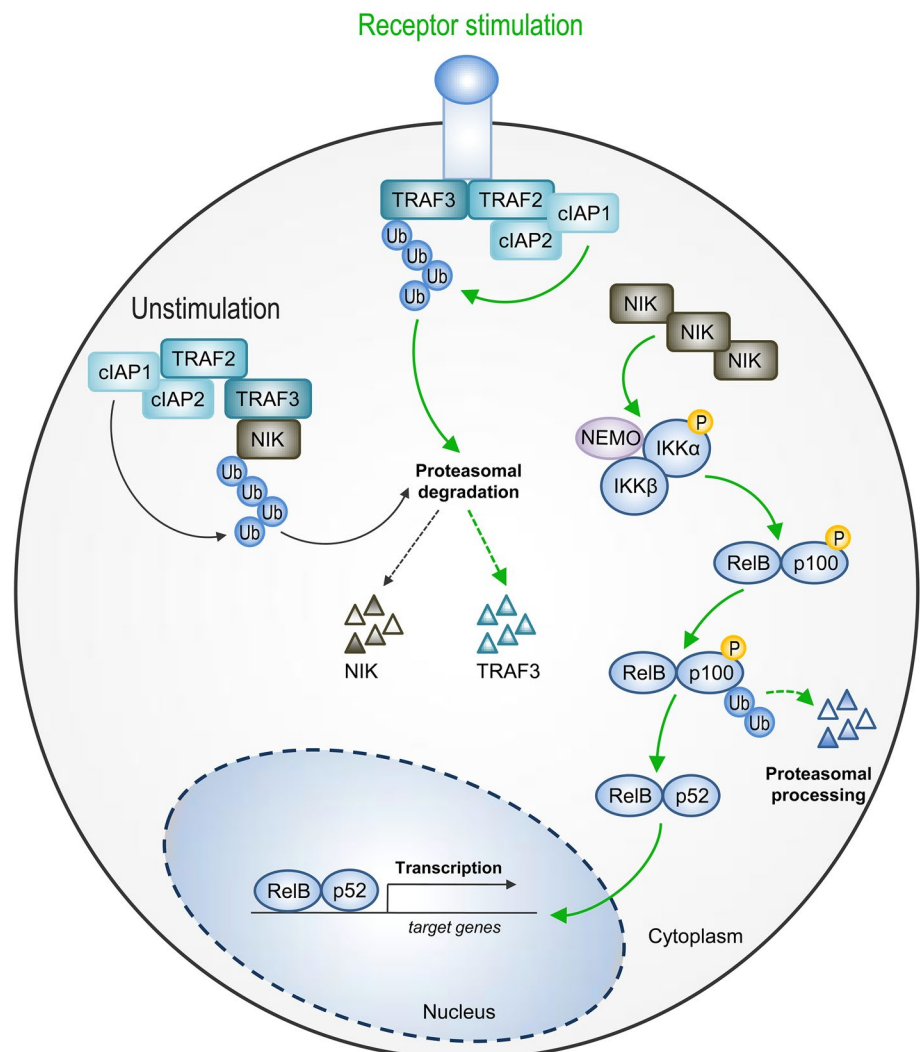 Receptor stimulation
TRAF3
TRAF2
cIAP1
cIAP2
Ub
Ub
Ub
Ub
Unstimulation
cIAP1
TRAF2
cIAP2
TRAF3
NIK
Ub
Ub
Ub
Ub
Proteasomal
degradation
NIK
TRAF3
NIK
NIK
NIK
NEMO
IKKα
P
IKKβ
RelB
p100
P
RelB
p100
P
Ub
Ub
Proteasomal
processing
RelB
p52
RelB
p52
Transcription
target genes
Cytoplasm
Nucleus